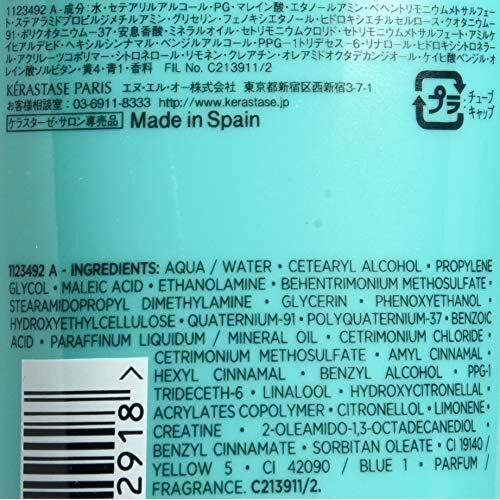 1123492 A・成分：水・セテアリルアルコール・PG・マレイン酸・エタノールアミン・ベヘントリモニウムメトサルフェー
ト・ステアラミドプロピルジメチルアミン・グリセリン・フェノキシエタノール・ヒドロキシエチルセルロース・クオタニウム-
91・ポリクオタニウム-37・安息香酸・ミネラルオイル・セトリモニウムクロリド・セトリモニウムメトサルフェート・アミルケ
イヒアルデヒド・ヘキシルシンナマル・ベンジルアルコール・PPG-1トリデセス-6・リナロール・ヒドロキシシトロネラ
ール・アクリレーツコポリマー・シトロネロール・リモネン・クレアチン・オレアミドオクタデカンジオール・ケイヒ酸ベンジル・オ
レイン酸ソルビタン・黄4・青1・香料 FIL No. C213911/2
KÉRASTASE PARIS エヌ・エル・オー株式会社 東京都新宿区西新宿3-7-1
お客様相談室 03-6911-8333 www.kerastase.jp
ケラスターゼ・サロン専売品 Made in Spain
プラ
チューブ
キャップ
1123492 A - INGREDIENTS: AQUA / WATER • CETEARYL ALCOHOL • PROPYLENE
GLYCOL • MALEIC ACID • ETHANOLAMINE • BEHENTRIMONIUM METHOSULFATE •
STEARAMIDOPROPYL DIMETHYLAMINE • GLYCERIN • PHENOXYETHANOL •
HYDROXYETHYLCELLULOSE • QUATERNIUM-91 • POLYQUATERNIUM-37 • BENZOIC
ACID • PARAFFINUM LIQUIDUM / MINERAL OIL • CETRIMONIUM CHLORIDE •
CETRIMONIUM METHOSULFATE • AMYL CINNAMAL •
HEXYL CINNAMAL • BENZYL ALCOHOL • PPG-1
TRIDECETH-6 • LINALOOL • HYDROXYCITRONELLAL •
ACRYLATES COPOLYMER • CITRONELLOL • LIMONENE •
CREATINE • 2-OLEAMIDO-1,3-OCTADECANEDIOL •
BENZYL CINNAMATE • SORBITAN OLEATE • CI 19140 /
YELLOW 5 • CI 42090 / BLUE 1 • PARFUM /
FRAGRANCE. C213911/2.
2918 >